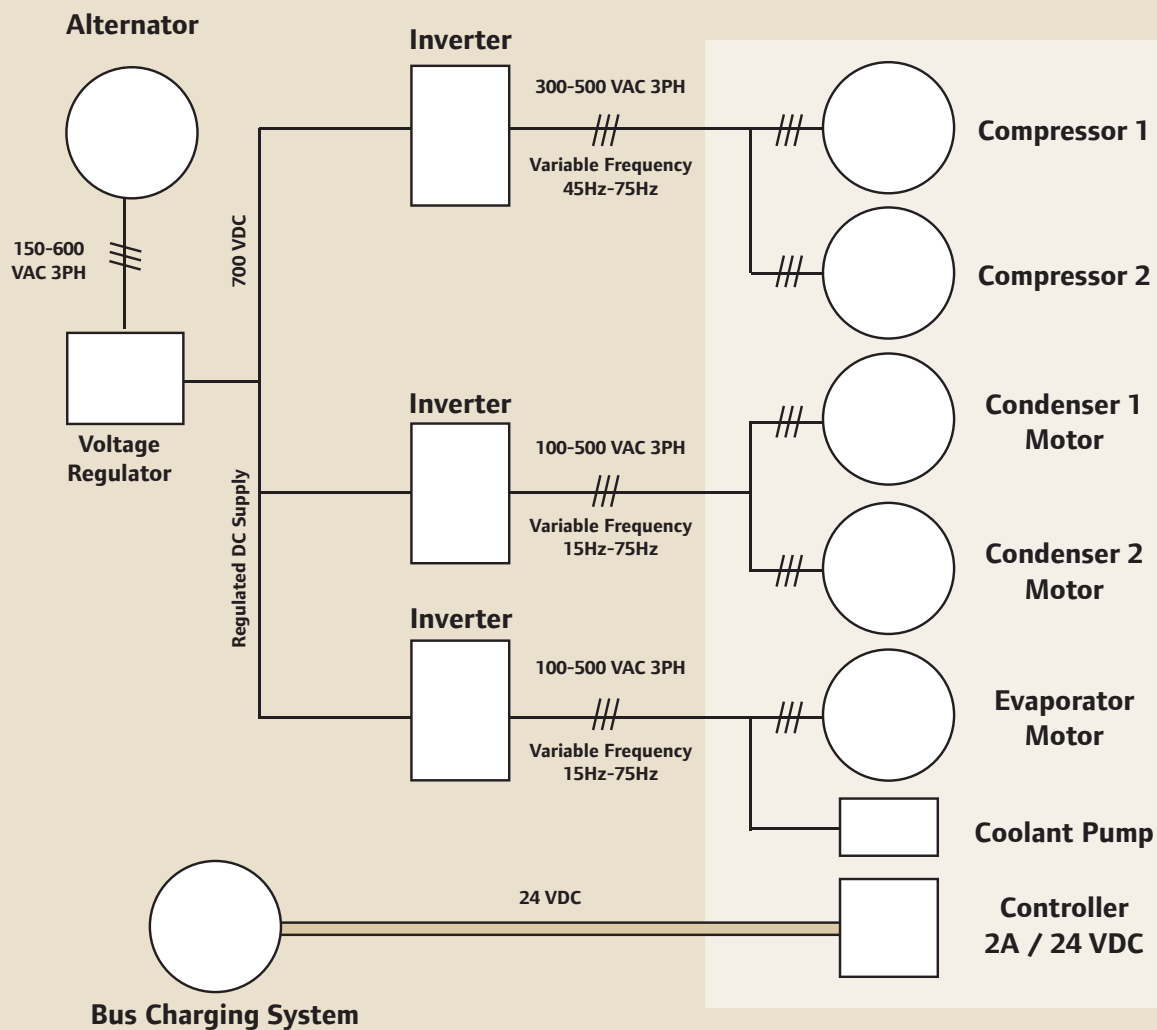 Alternator
Inverter
300-500 VAC 3PH
Variable Frequency
45Hz-75Hz
Compressor 1
150-600
VAC 3PH
700 VDC
Compressor 2
Voltage
Regulator
Regulated DC Supply
Inverter
100-500 VAC 3PH
Variable Frequency
15Hz-75Hz
Condenser 1
Motor
Condenser 2
Motor
Inverter
100-500 VAC 3PH
Variable Frequency
15Hz-75Hz
Evaporator
Motor
Coolant Pump
24 VDC
Controller
2A / 24 VDC
Bus Charging System